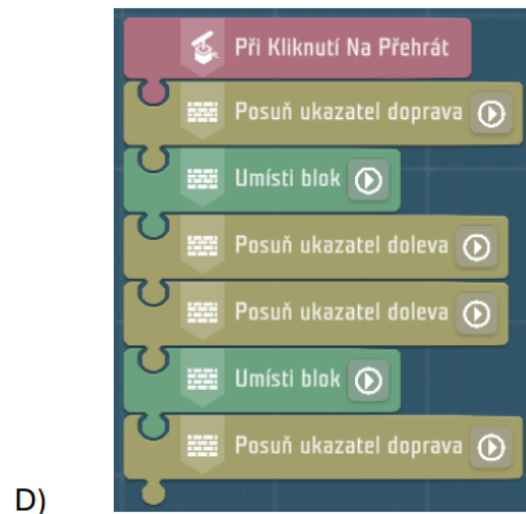 Při Kliknutí Na Přehrát
Posuň ukazatel doprava
Umísti blok
Posuň ukazatel doleva
Posuň ukazatel doleva
Umísti blok
Posuň ukazatel doprava
D)